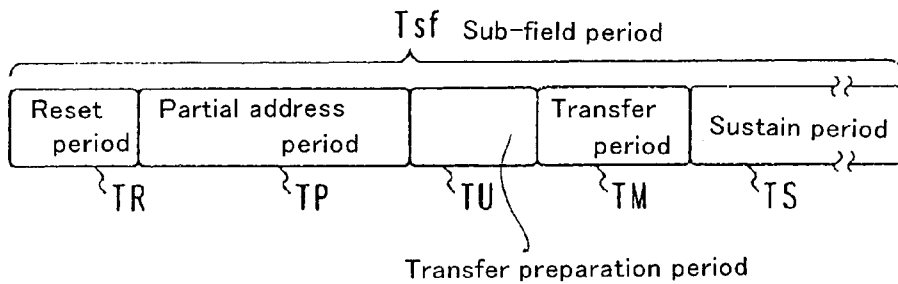 Tsf Sub-field period
Reset period
Partial address period
Transfer period
Sustain period
TR
TP
TU
TM
TS
Transfer preparation period